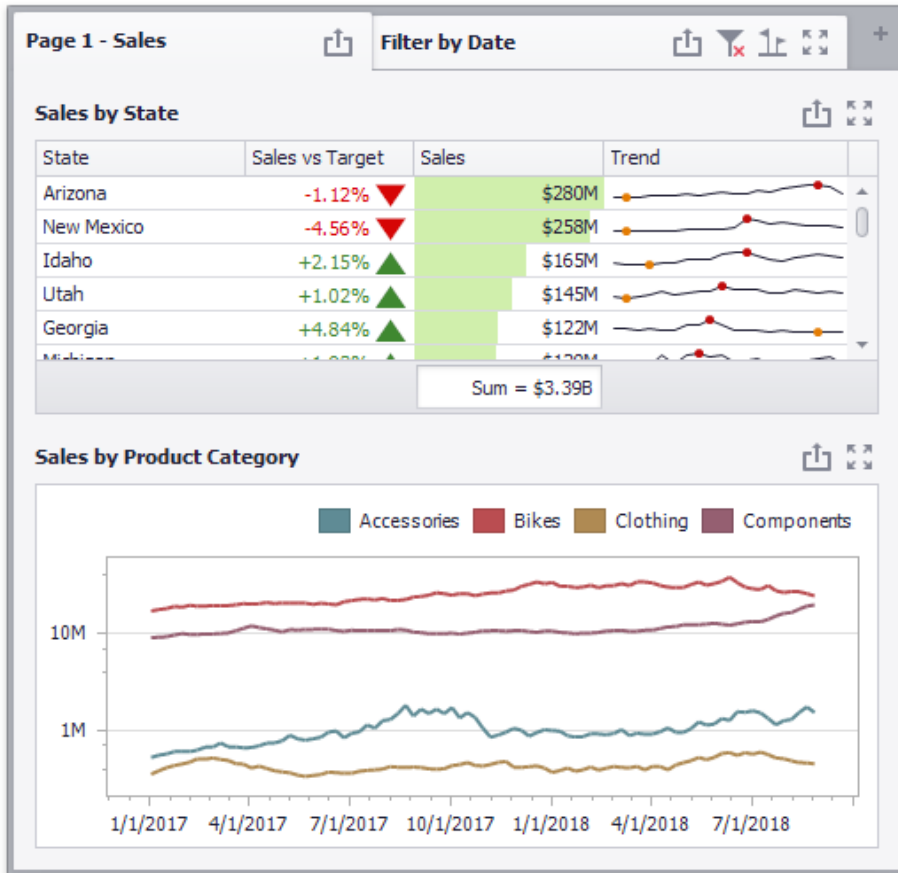 Page 1 - Sales
Filter by Date
+
Sales by State
State Sales vs Target Sales Trend
Arizona -1.12% $280M
New Mexico -4.56% $258M
Idaho +2.15% $165M
Utah +1.02% $145M
Georgia +4.84% $122M
Michigan
Sum = $3.39B
Sales by Product Category
Accessories Bikes Clothing Components
10M
1M
1/1/2017 4/1/2017 7/1/2017 10/1/2017 1/1/2018 4/1/2018 7/1/2018